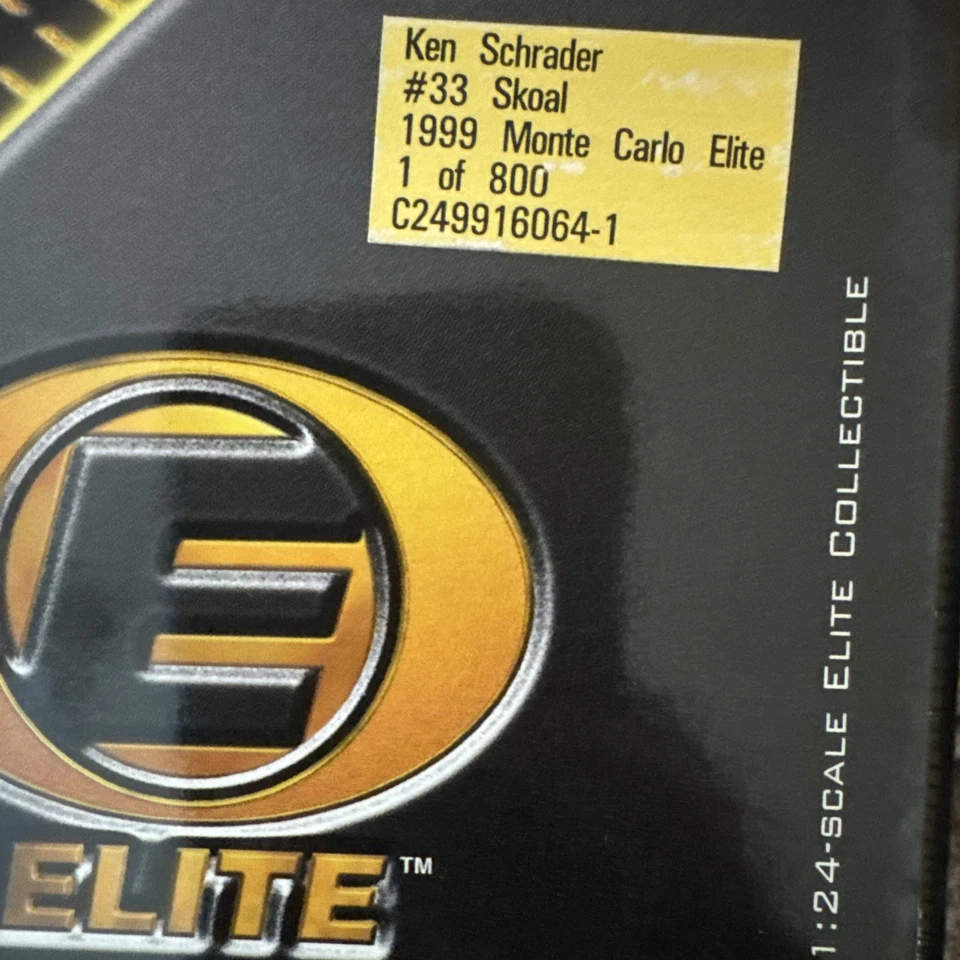 Ken Schrader
#33 Skoal
1999 Monte Carlo Elite
1 of 800
C249916064-1
1:24-SCALE ELITE COLLECTIBLE
E
ELITE™